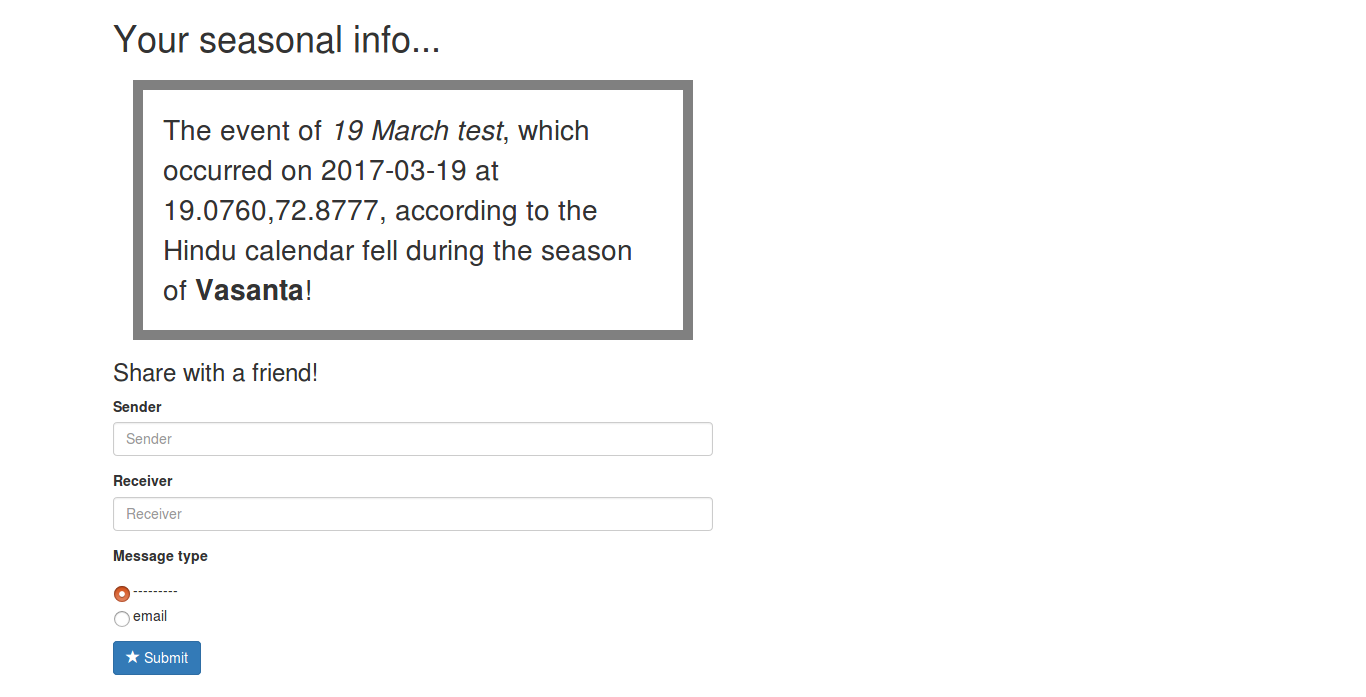 Your seasonal info...
The event of 19 March test, which
occurred on 2017-03-19 at
19.0760,72.8777, according to the
Hindu calendar fell during the season
of Vasanta!
Share with a friend!
Sender
Sender
Receiver
Receiver
Message type
---------
email
Submit